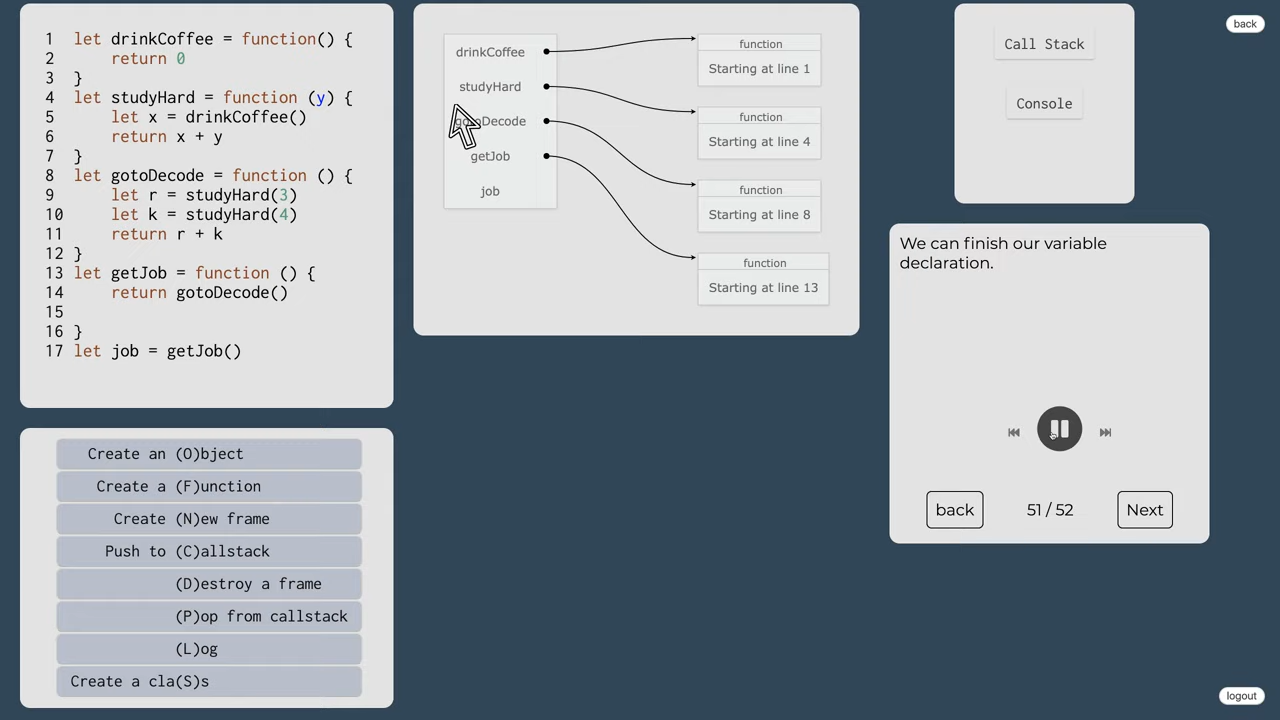 1 let drinkCoffee = function() {
2 return 0
3 }
4 let studyHard = function (y) {
5 let x = drinkCoffee()
6 return x + y
7 }
8 let gotoDecode = function () {
9 let r = studyHard(3)
10 let k = studyHard(4)
11 return r + k
12 }
13 let getJob = function () {
14 return gotoDecode()
15
16 }
17 let job = getJob()
Create an (O)bject
Create a (F)unction
Create (N)ew frame
Push to (C)allstack
(D)estroy a frame
(P)op from callstack
(L)og
Create a cla(S)s
drinkCoffee
studyHard
gotoDecode
getJob
job
function
Starting at line 1
function
Starting at line 4
function
Starting at line 8
function
Starting at line 13
Call Stack
Console
back
We can finish our variable
declaration.
back 51 / 52 Next
logout